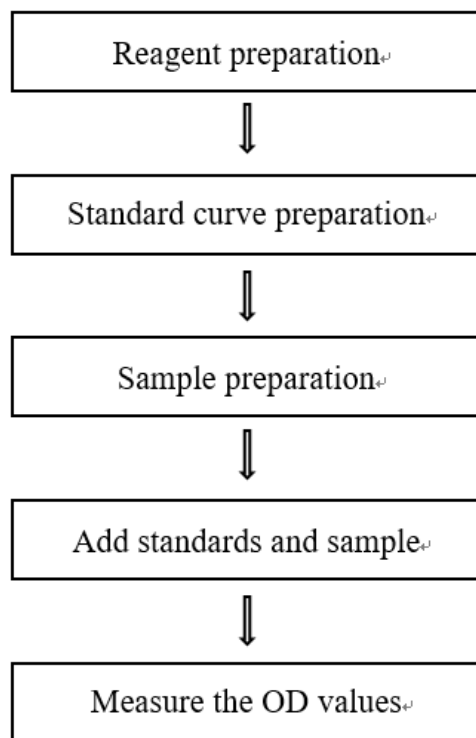 Reagent preparation
Standard curve preparation
Sample preparation
Add standards and sample
Measure the OD values